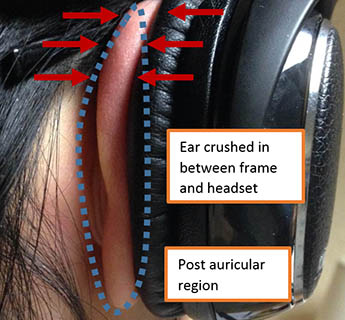 Ear crushed in
between frame
and headset
Post auricular
region